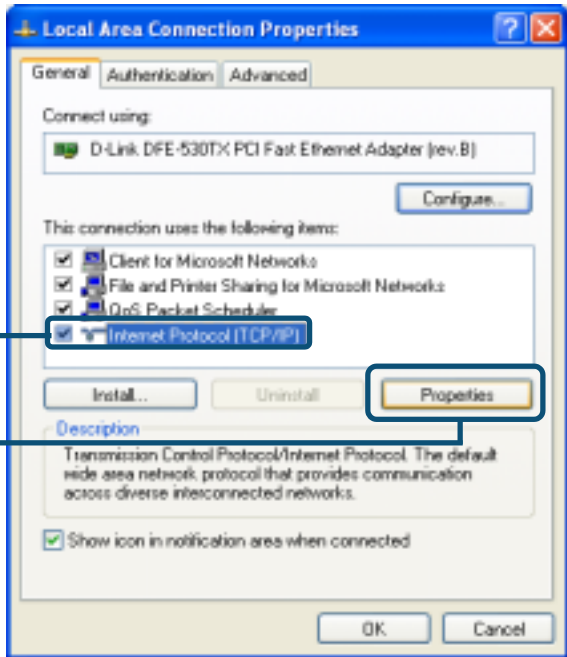 Local Area Connection Properties
General Authentication Advanced
Connect using:
D-Link DFE-530TX PCI Fast Ethernet Adapter (rev.B)
Configure...
This connection uses the following items:
Client for Microsoft Networks
File and Printer Sharing for Microsoft Networks
QoS Packet Scheduler
Internet Protocol (TCP/IP)
Install... Uninstall Properties
Description
Transmission Control Protocol/Internet Protocol. The default
wide area network protocol that provides communication
across diverse interconnected networks.
Show icon in notification area when connected
OK Cancel